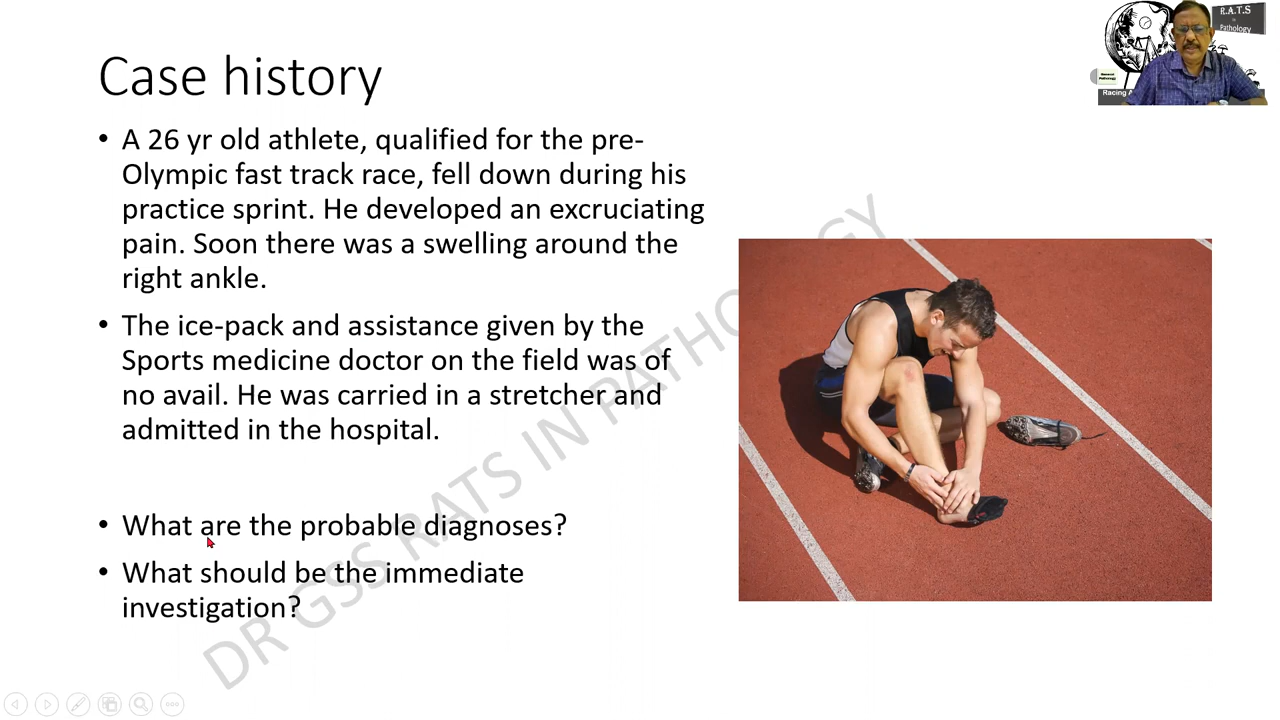 R.A.T.S
in
Pathology
General
Pathology
Racing A
Case history
• A 26 yr old athlete, qualified for the pre-
Olympic fast track race, fell down during his
practice sprint. He developed an excruciating
pain. Soon there was a swelling around the
right ankle.
• The ice-pack and assistance given by the
Sports medicine doctor on the field was of
no avail. He was carried in a stretcher and
admitted in the hospital.
• What are the probable diagnoses?
• What should be the immediate
investigation?
DR GSS RATS IN PATHOLOGY